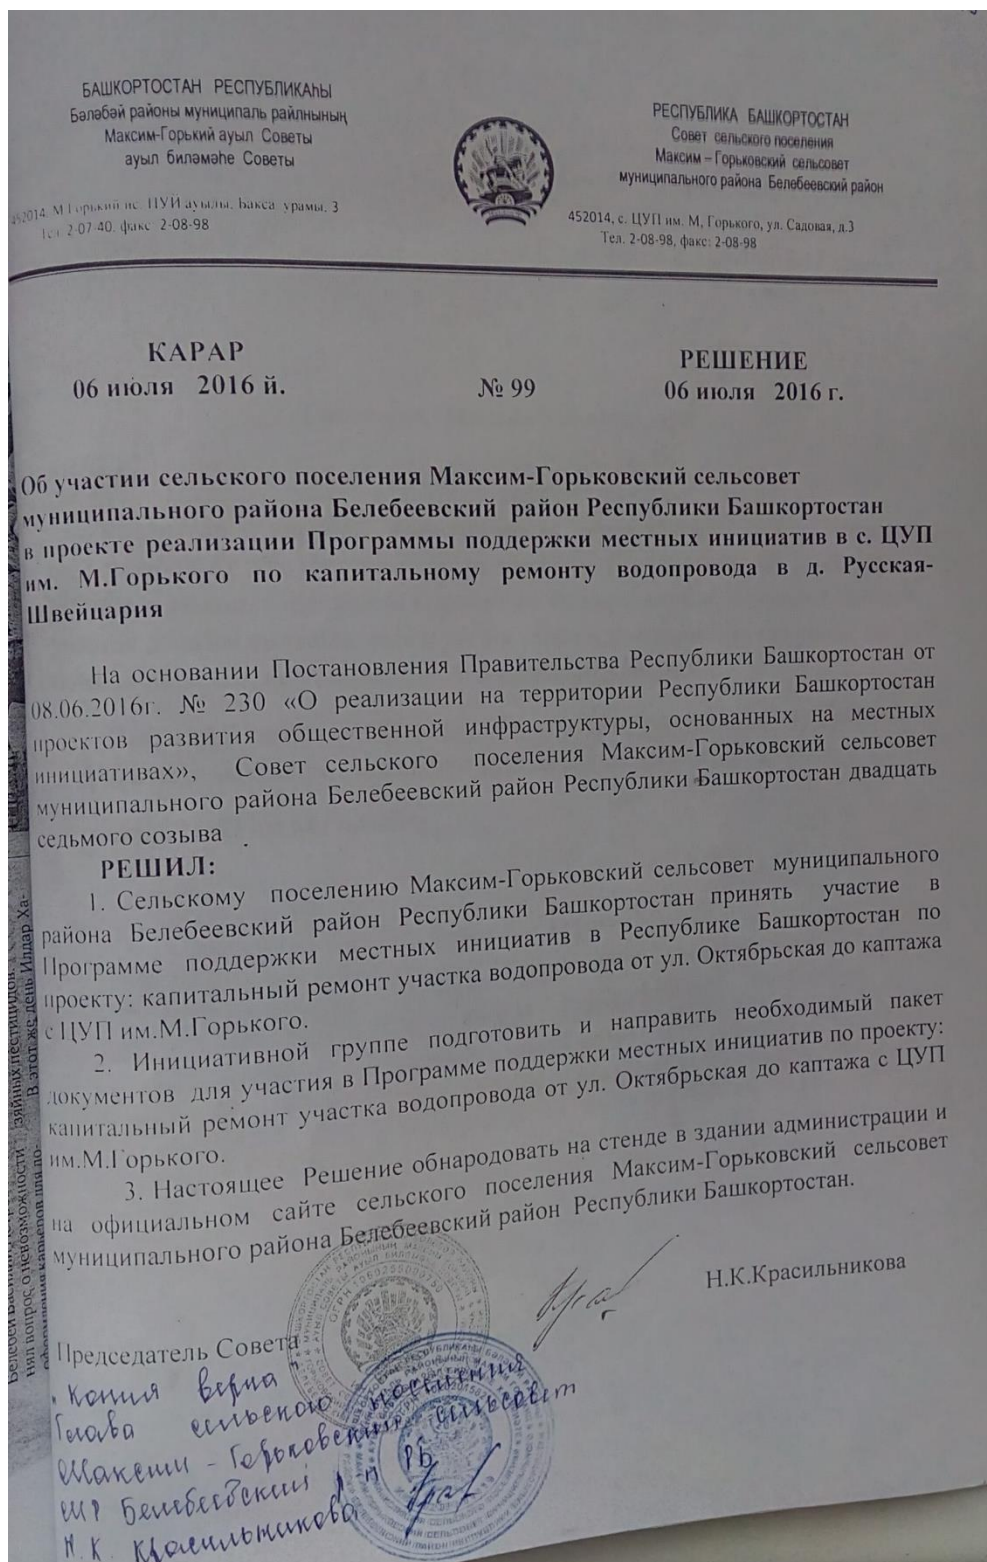 БАШКОРТОСТАН РЕСПУБЛИКАҺЫ
Бәләбәй районы муниципаль райлнының
Максим-Горький ауыл Советы
ауыл биләмәһе Советы
РЕСПУБЛИКА БАШКОРТОСТАН
Совет сельского поселения
Максим – Горьковский сельсовет
муниципального района Белебеевский район
452014, М.Горький ис. ПУЙ ауылы, Бакса урамы, 3
Тел. 2-07-40, факс: 2-08-98
452014, с. ЦУП им. М, Горького, ул. Садовая, д.3
Тел. 2-08-98, факс: 2-08-98
КАРАР
06 июля 2016 й.
№ 99
РЕШЕНИЕ
06 июля 2016 г.
Об участии сельского поселения Максим-Горьковский сельсовет
муниципального района Белебеевский район Республики Башкортостан
в проекте реализации Программы поддержки местных инициатив в с. ЦУП
им. М.Горького по капитальному ремонту водопровода в д. Русская-
Швейцария
На основании Постановления Правительства Республики Башкортостан от
08.06.2016г. № 230 «О реализации на территории Республики Башкортостан
проектов развития общественной инфраструктуры, основанных на местных
инициативах», Совет сельского поселения Максим-Горьковский сельсовет
муниципального района Белебеевский район Республики Башкортостан двадцать
седьмого созыва
РЕШИЛ:
1. Сельскому поселению Максим-Горьковский сельсовет муниципального
района Белебеевский район Республики Башкортостан принять участие в
Программе поддержки местных инициатив в Республике Башкортостан по
проекту: капитальный ремонт участка водопровода от ул. Октябрьская до каптажа
с ЦУП им.М.Горького.
2. Инициативной группе подготовить и направить необходимый пакет
документов для участия в Программе поддержки местных инициатив по проекту:
капитальный ремонт участка водопровода от ул. Октябрьская до каптажа с ЦУП
им.М.Горького.
3. Настоящее Решение обнародовать на стенде в здании администрации и
на официальном сайте сельского поселения Максим-Горьковский сельсовет
муниципального района Белебеевский район Республики Башкортостан.
Председатель Совета
Н.К.Красильникова
Копия верна
Глава сельского поселения
Максим - Горьковский сельсовет
МР Белебеевский р-н РБ
Н.К. Красильникова
В этот же день Илдар Ха-
нял вопрос о невозможности